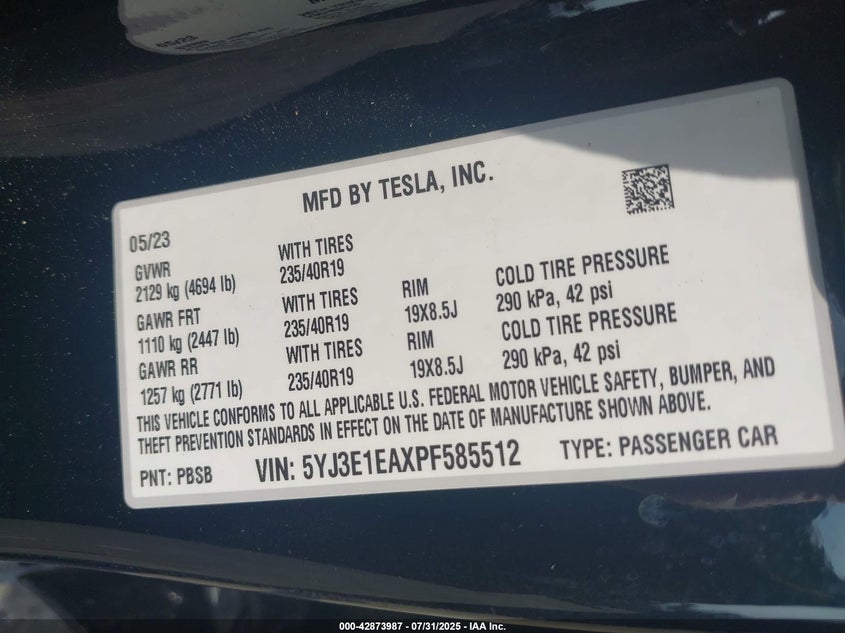 05/23
MFD BY TESLA, INC.
05/23
GVWR WITH TIRES
2129 kg (4694 lb) 235/40R19
GAWR FRT WITH TIRES RIM COLD TIRE PRESSURE
1110 kg (2447 lb) 235/40R19 19X8.5J 290 kPa, 42 psi
GAWR RR WITH TIRES RIM COLD TIRE PRESSURE
1257 kg (2771 lb) 235/40R19 19X8.5J 290 kPa, 42 psi
THIS VEHICLE CONFORMS TO ALL APPLICABLE U.S. FEDERAL MOTOR VEHICLE SAFETY, BUMPER, AND
THEFT PREVENTION STANDARDS IN EFFECT ON THE DATE OF MANUFACTURE SHOWN ABOVE.
PNT: PBSB VIN: 5YJ3E1EAXPF585512 TYPE: PASSENGER CAR
000-42873987 - 07/31/2025 - IAA Inc.